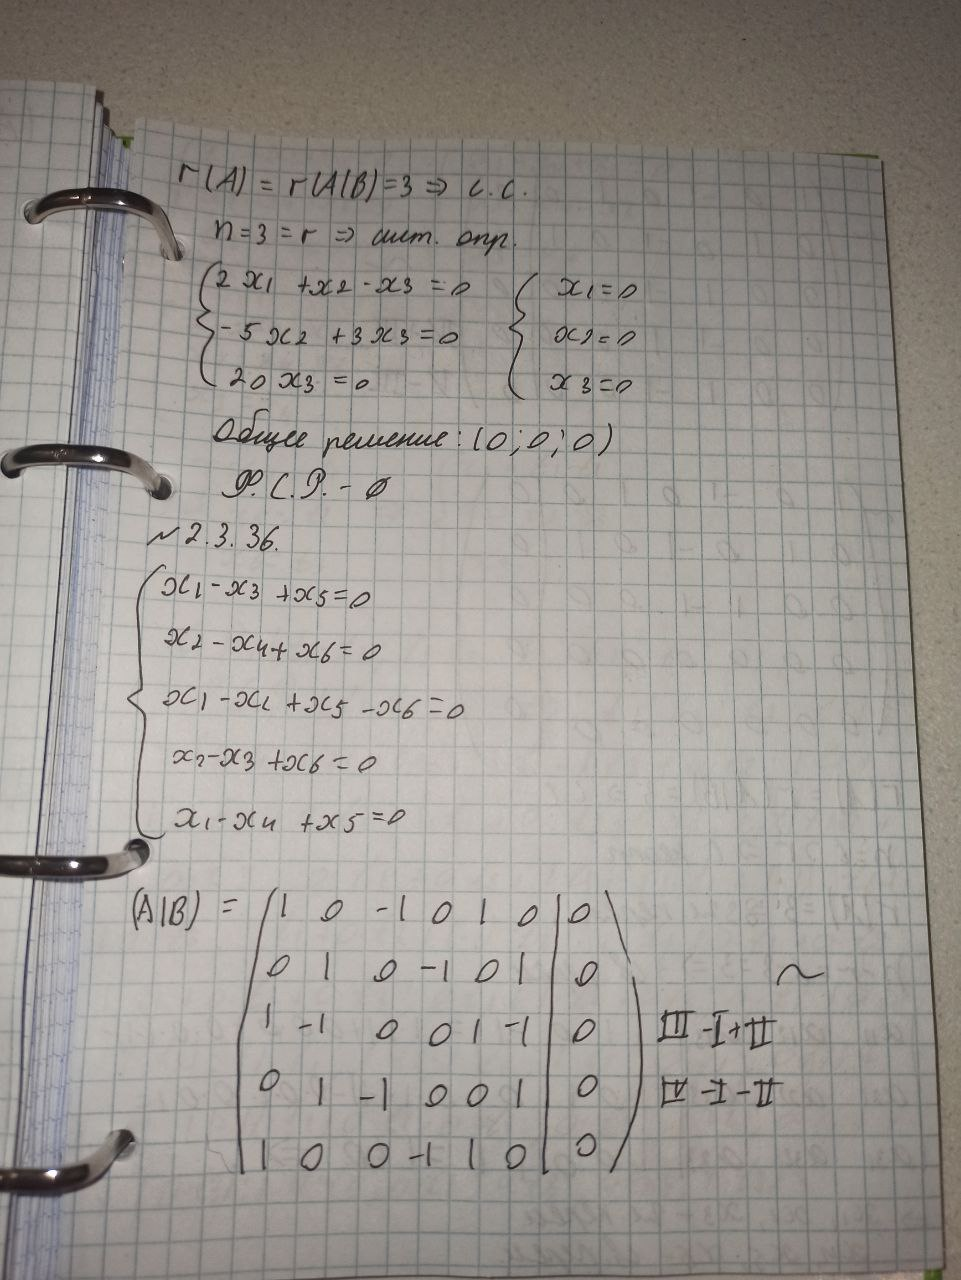 r(A) = r(A|B) = 3 ⇒ с.с.
n = 3 = r ⇒ сист. опр.
{ 2x1 + x2 - x3 = 0 { x1 = 0
-5x2 + 3x3 = 0 x2 = 0
20x3 = 0 x3 = 0
Общее решение: (0; 0; 0)
Ф.С.Р. - ∅
№2.3.36.
{ x1 - x3 + x5 = 0
x2 - x4 + x6 = 0
x1 - x2 + x5 - x6 = 0
x2 - x3 + x6 = 0
x1 - x4 + x5 = 0
(A|B) = ( 1 0 -1 0 1 0 | 0 )
0 1 0 -1 0 1 | 0 ~
1 -1 0 0 1 -1 | 0 III - I + II
0 1 -1 0 0 1 | 0
1 0 0 -1 1 0 | 0